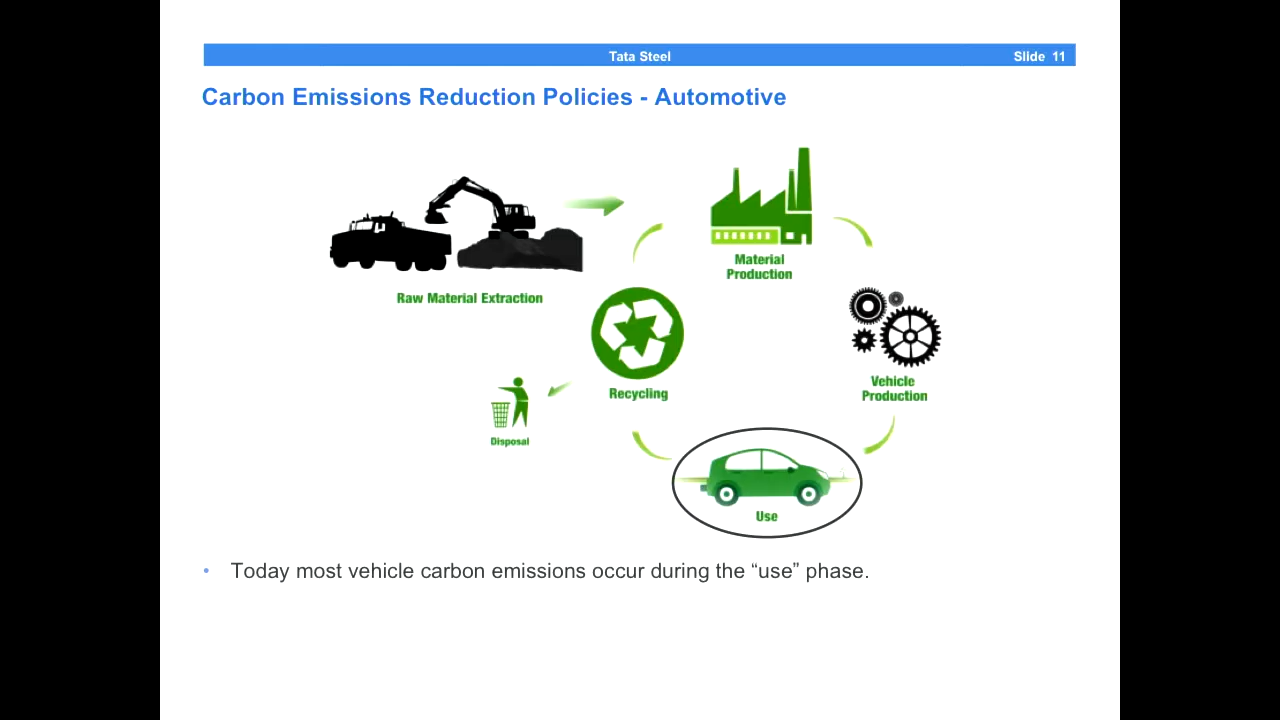 Tata Steel
Slide 11
Carbon Emissions Reduction Policies - Automotive
Material
Production
Raw Material Extraction
Vehicle
Production
Recycling
Disposal
Use
• Today most vehicle carbon emissions occur during the “use” phase.